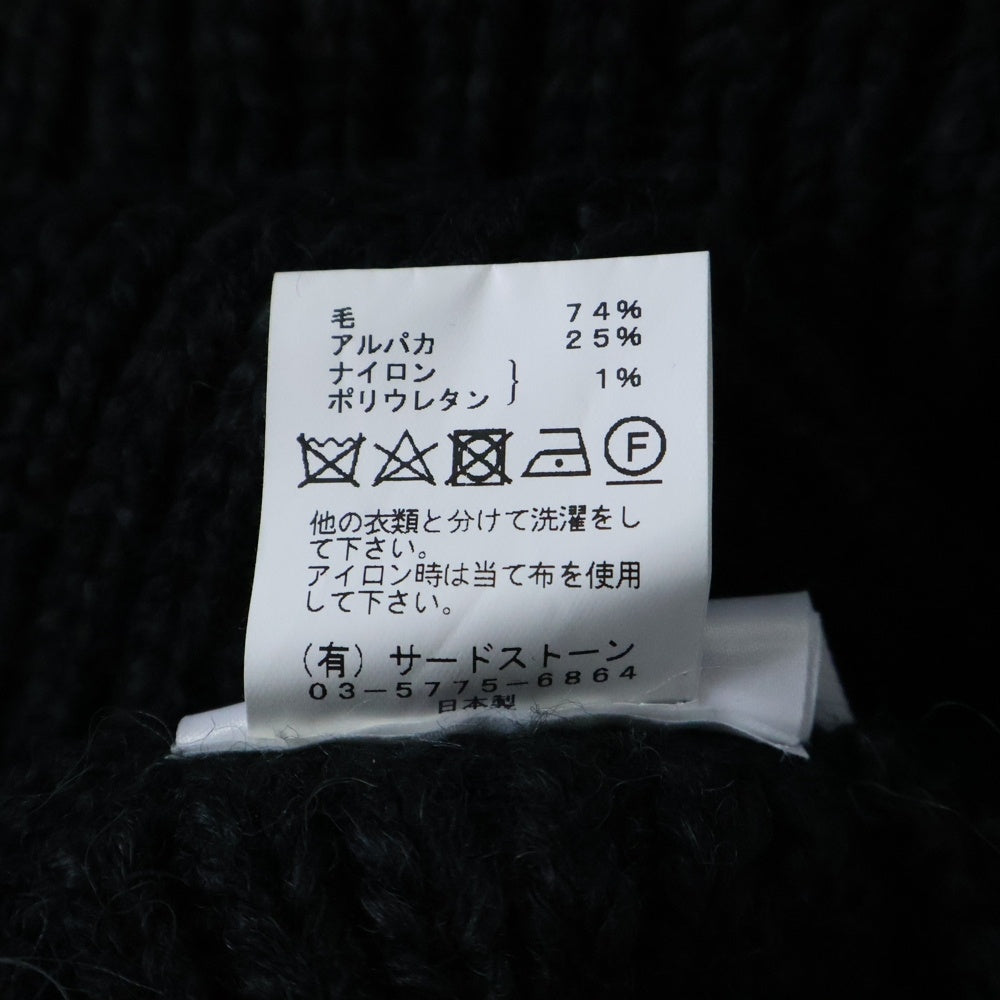 毛 74%
アルパカ 25%
ナイロン
ポリウレタン } 1%
F
他の衣類と分けて洗濯をし
て下さい。
アイロン時は当て布を使用
して下さい。
(有) サードストーン
03-5775-6864
日本製